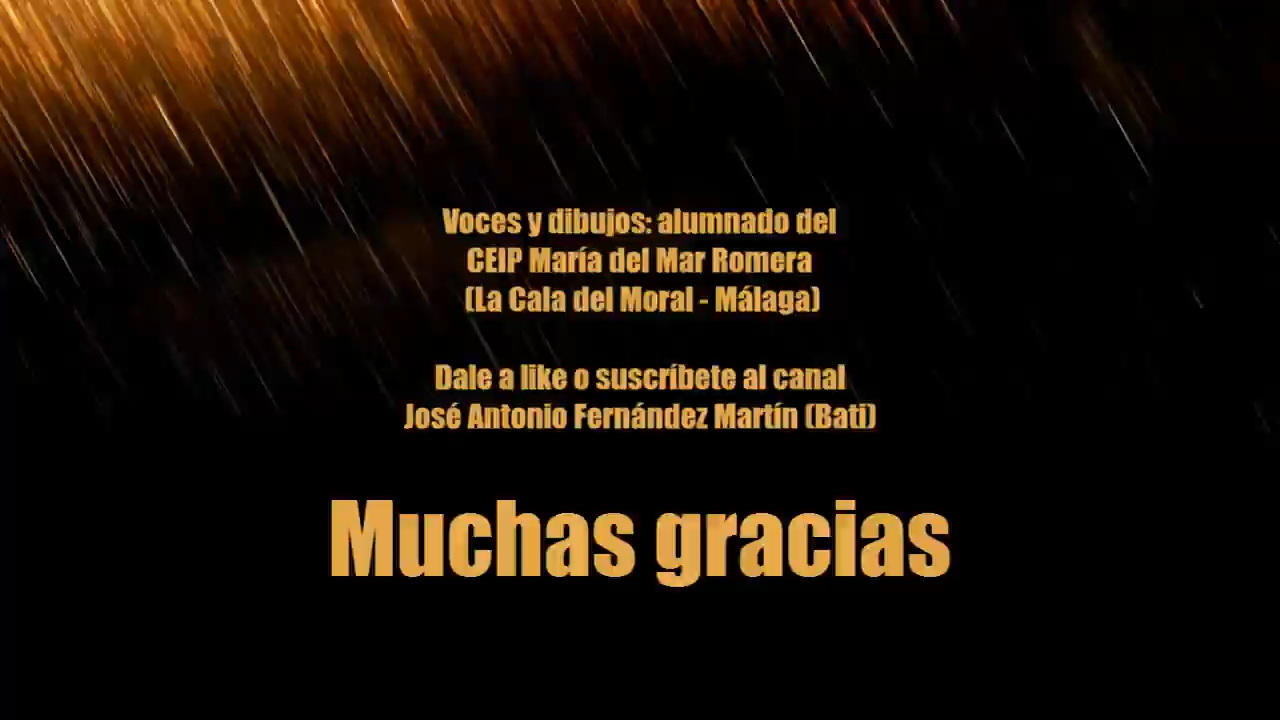 Voces y dibujos: alumnado del
CEIP María del Mar Romera
(La Cala del Moral - Málaga)
Dale a like o suscríbete al canal
José Antonio Fernández Martín (Bati)
Muchas gracias